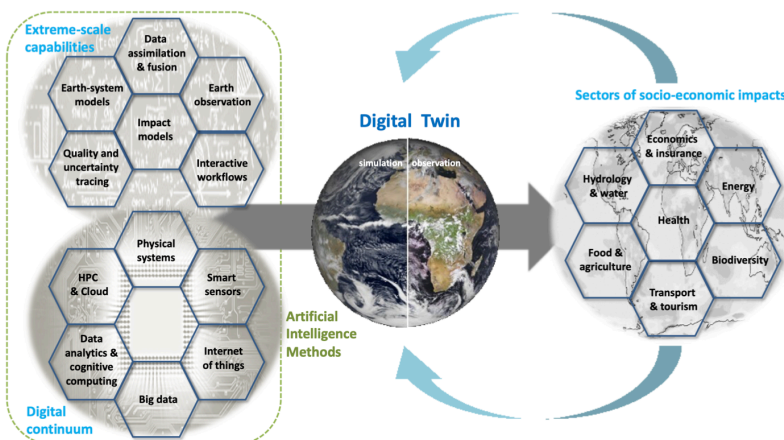 Extreme-scale
capabilities
Data
assimilation
& fusion
Earth-system
models
Earth
observation
Impact
models
Quality and
uncertainty
tracing
Interactive
workflows
Physical
systems
HPC
& Cloud
Smart
sensors
Data
analytics &
cognitive
computing
Internet
of things
Big data
Digital
continuum
Artificial
Intelligence
Methods
Digital Twin
simulation
observation
Sectors of socio-economic impacts
Economics
& insurance
Hydrology
& water
Energy
Health
Food &
agriculture
Biodiversity
Transport
& tourism